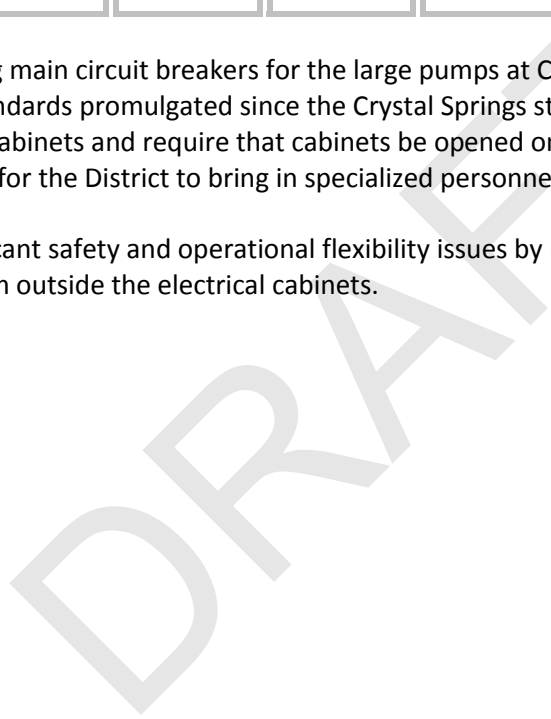 g main circuit breakers for the large pumps at C
ndards promulgated since the Crystal Springs st
cabinets and require that cabinets be opened or
for the District to bring in specialized personne
cant safety and operational flexibility issues by
n outside the electrical cabinets.
DRAF